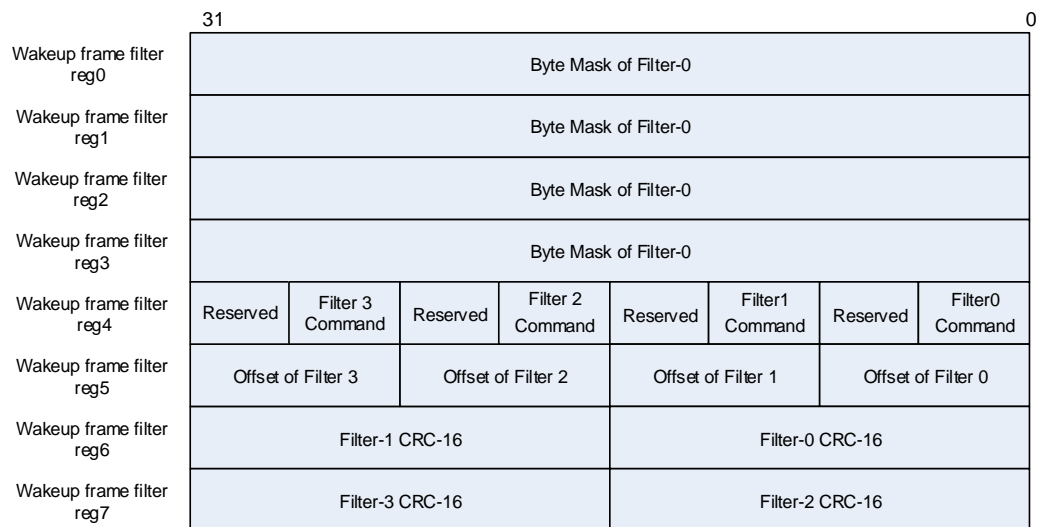 31 0
Wakeup frame filter
reg0
Byte Mask of Filter-0
Wakeup frame filter
reg1
Byte Mask of Filter-0
Wakeup frame filter
reg2
Byte Mask of Filter-0
Wakeup frame filter
reg3
Byte Mask of Filter-0
Wakeup frame filter
reg4
Reserved
Filter 3
Command
Reserved
Filter 2
Command
Reserved
Filter1
Command
Reserved
Filter0
Command
Wakeup frame filter
reg5
Offset of Filter 3
Offset of Filter 2
Offset of Filter 1
Offset of Filter 0
Wakeup frame filter
reg6
Filter-1 CRC-16
Filter-0 CRC-16
Wakeup frame filter
reg7
Filter-3 CRC-16
Filter-2 CRC-16